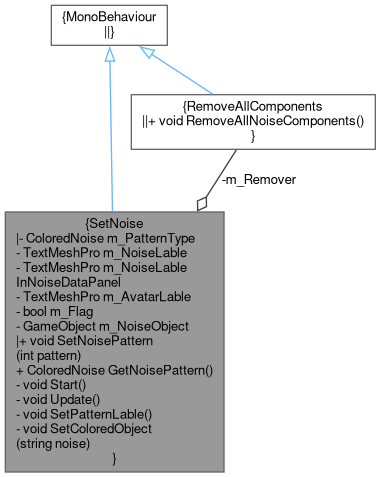 {MonoBehaviour
||}
{RemoveAllComponents
||+ void RemoveAllNoiseComponents()
}
-m_Remover
{SetNoise
|- ColoredNoise m_PatternType
- TextMeshPro m_NoiseLable
- TextMeshPro m_NoiseLable
InNoiseDataPanel
- TextMeshPro m_AvatarLable
- bool m_Flag
- GameObject m_NoiseObject
|+ void SetNoisePattern
(int pattern)
+ ColoredNoise GetNoisePattern()
- void Start()
- void Update()
- void SetPatternLable()
- void SetColoredObject
(string noise)
}